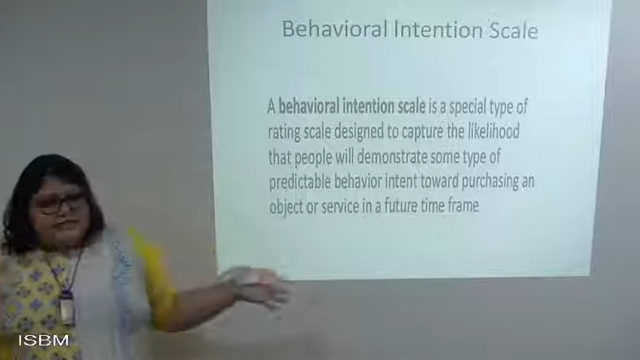 Behavioral Intention Scale
A behavioral intention scale is a special type of
rating scale designed to capture the likelihood
that people will demonstrate some type of
predictable behavior intent toward purchasing an
object or service in a future time frame
ISBM